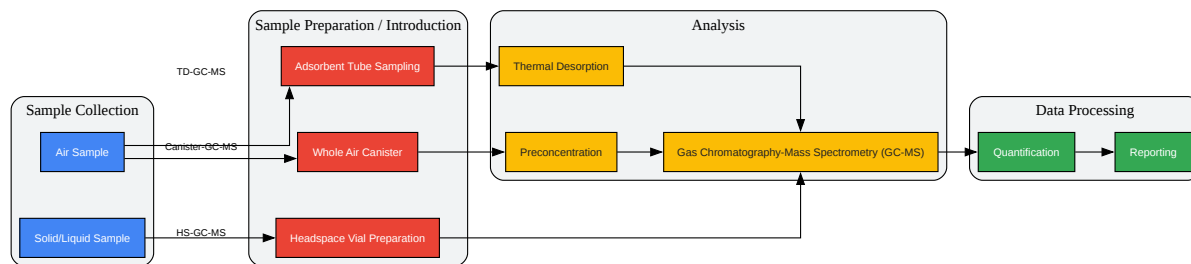 Sample Preparation / Introduction
Analysis
Adsorbent Tube Sampling
Thermal Desorption
TD-GC-MS
Sample Collection
Data Processing
Air Sample
Canister-GC-MS
Whole Air Canister
Preconcentration
Gas Chromatography-Mass Spectrometry (GC-MS)
Quantification
Reporting
Solid/Liquid Sample
HS-GC-MS
Headspace Vial Preparation